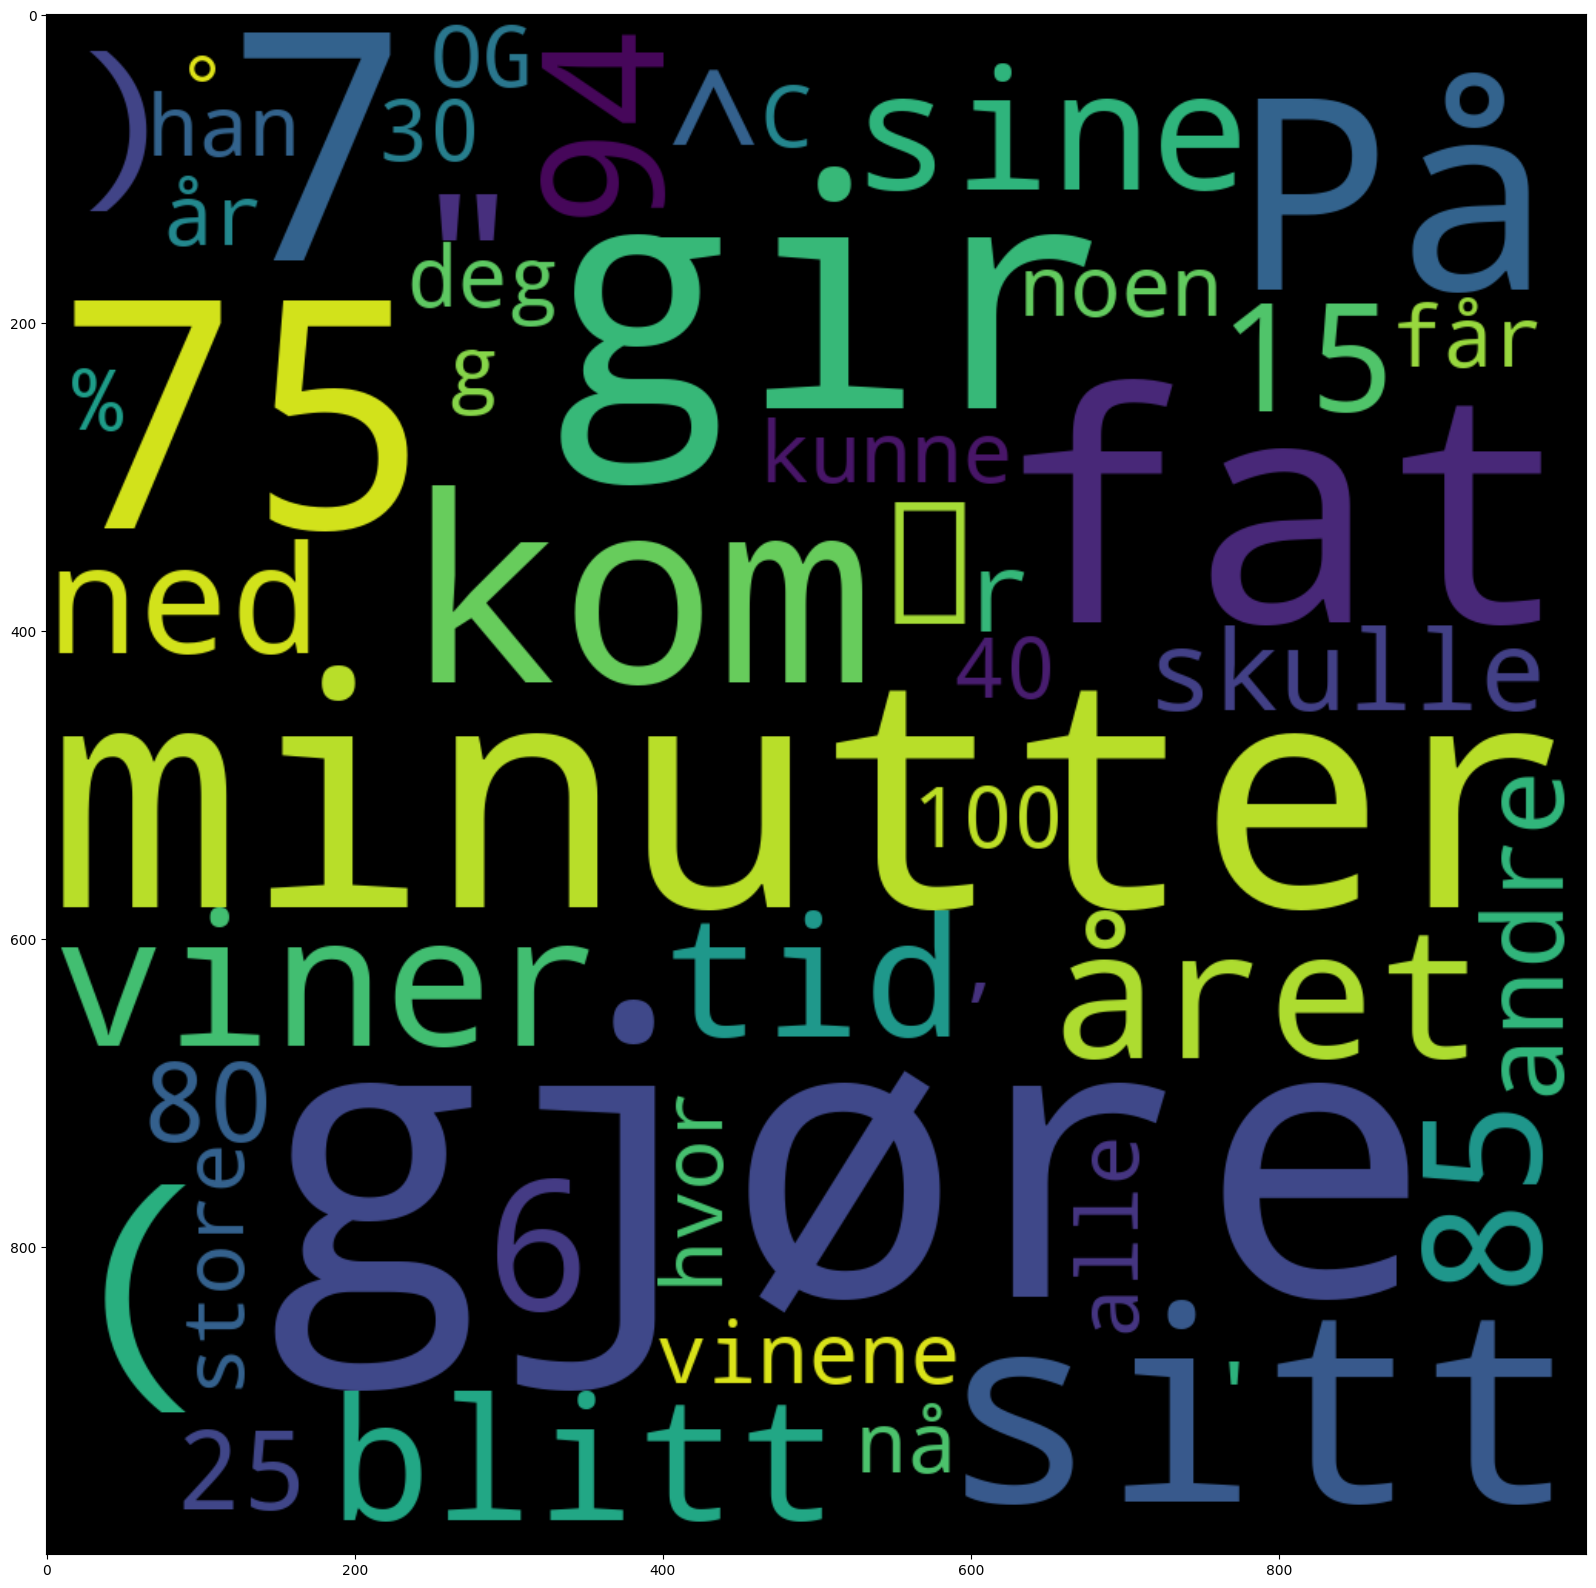 0
OG
)
°
7
94
^
C
sine
På
han
30
år
"
.
deg
gir
noen
200
75
15
får
%
g
kunne
fat
kom
r
ned
400
40
skulle
minutter
100
andre
600
viner
.
tid
,
året
80
gjøre
hvor
alle
85
store
(
6
800
vinene
sitt
'
25
blitt
nå
0
200
400
600
800